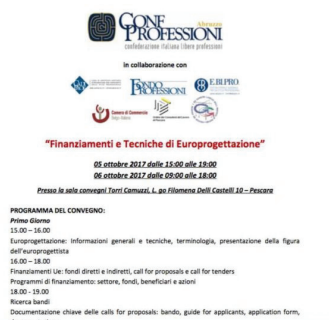 CONF
PROFESSIONI
confederazione italiana libere professioni
in collaborazione con
FONDO
PROFESSIONI
E.BI.PRO.
Camera di Commercio
"Finanziamenti e Tecniche di Europrogettazione"
05 ottobre 2017 dalle 15:00 alle 19:00
06 ottobre 2017 dalle 09:00 alle 18:00
Presso la sala convegni Torri Camuzzi, L. go Filomena Delli Castelli 10 – Pescara
PROGRAMMA DEL CONVEGNO:
Primo Giorno
15.00 – 16.00
Europrogettazione: Informazioni generali e tecniche, terminologia, presentazione della figura
dell'europrogettista
16.00 – 18.00
Finanziamenti Ue: fondi diretti e indiretti, call for proposals e call for tenders
Programmi di finanziamento: settore, fondi, beneficiari e azioni
18.00 - 19.00
Ricerca bandi
Documentazione chiave delle calls for proposals: bando, guide for applicants, application form,